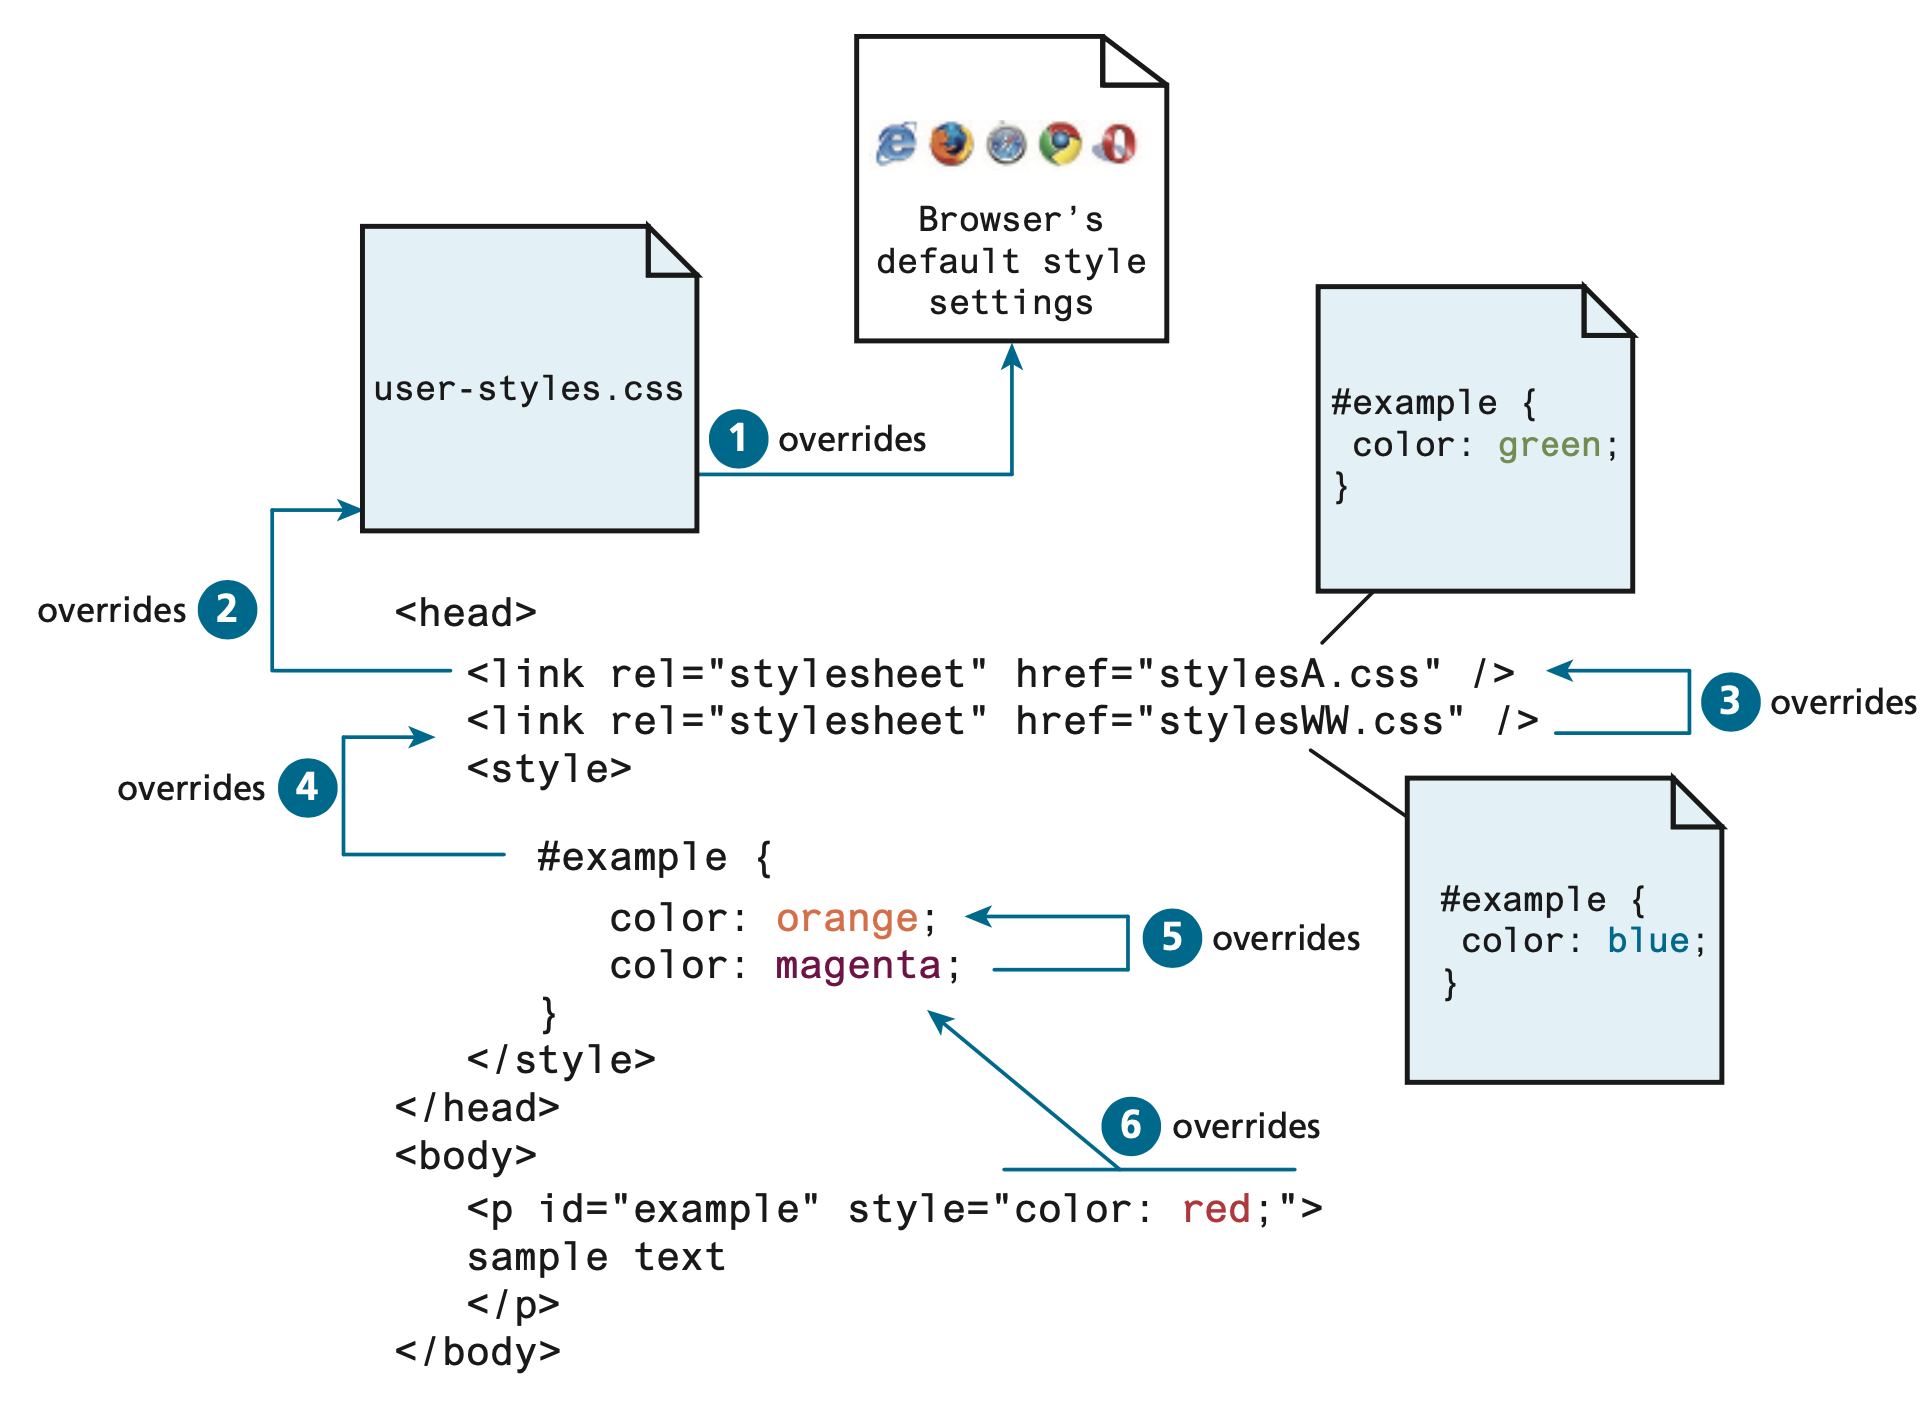 Browser's
default style
settings
user-styles.css
1 overrides
#example {
color: green;
}
overrides 2
<head>
<link rel="stylesheet" href="stylesA.css" />
<link rel="stylesheet" href="stylesWW.css" />
3 overrides
<style>
overrides 4
#example {
color: orange;
color: magenta;
}
5 overrides
#example {
color: blue;
}
</style>
</head>
6 overrides
<body>
<p id="example" style="color: red;">
sample text
</p>
</body>